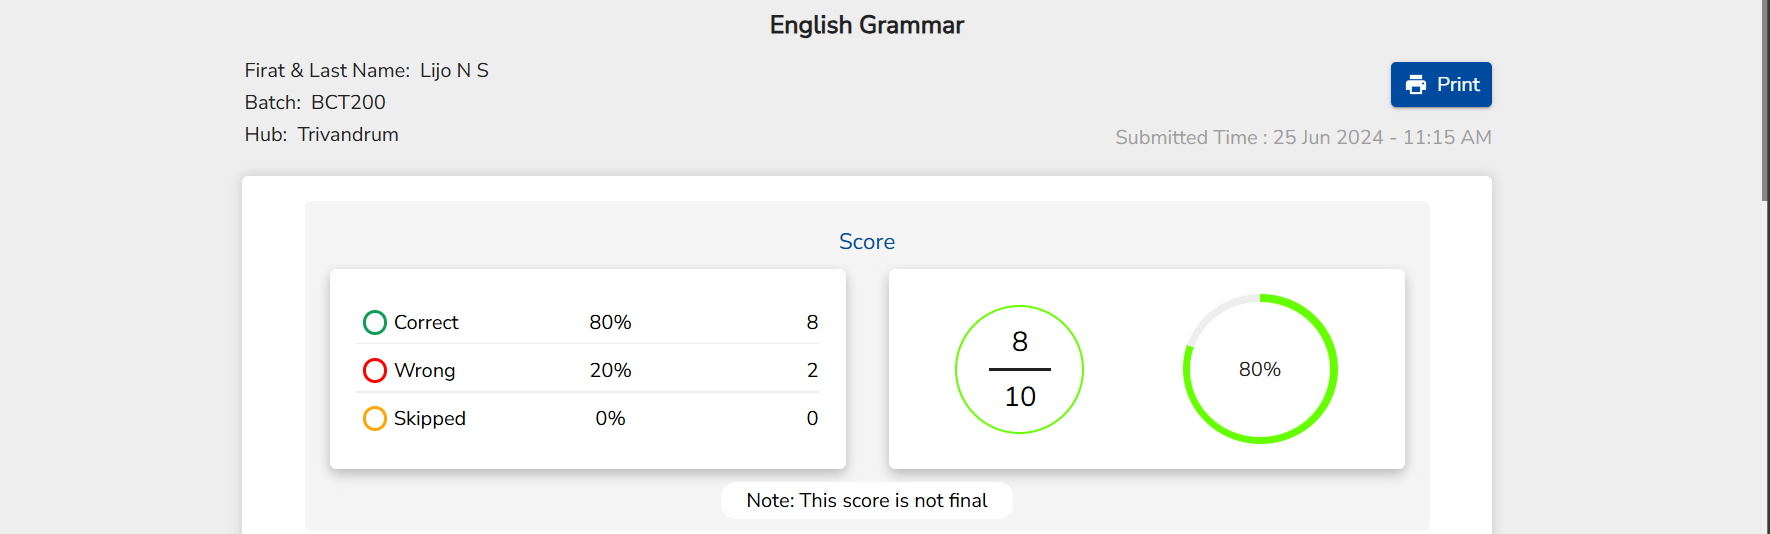 English Grammar
Firat & Last Name: Lijo N S
Batch: BCT200
Hub: Trivandrum
Print
Submitted Time : 25 Jun 2024 - 11:15 AM
Score
Correct 80% 8
Wrong 20% 2
Skipped 0% 0
8
10
80%
Note: This score is not final